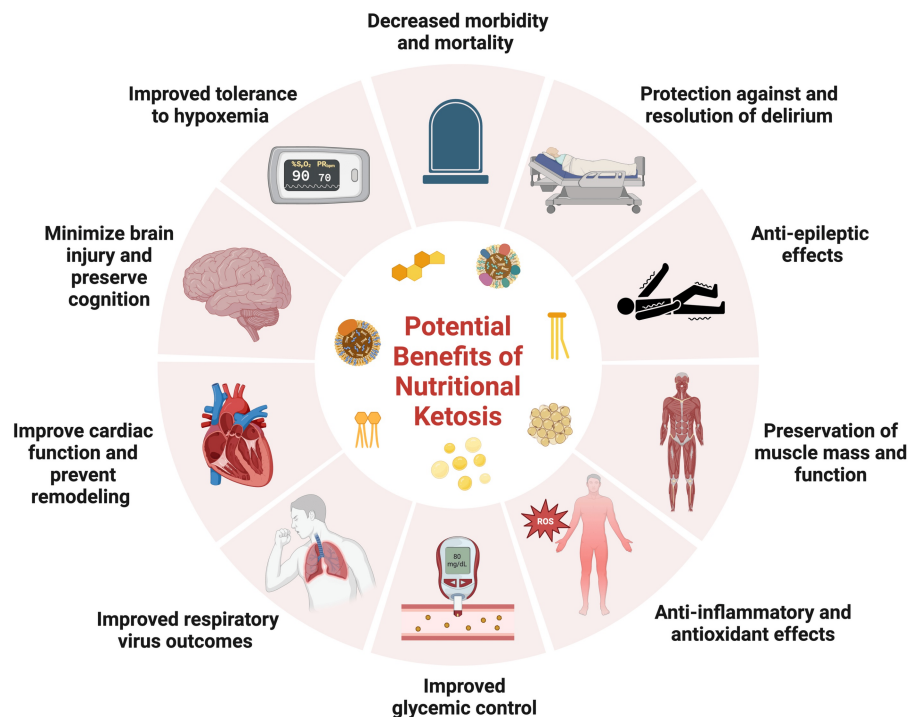 Decreased morbidity
and mortality
Protection against and
resolution of delirium
Anti-epileptic
effects
Preservation of
muscle mass and
function
Anti-inflammatory and
antioxidant effects
Improved
glycemic control
Improved respiratory
virus outcomes
Improve cardiac
function and
prevent remodeling
Minimize brain
injury and
preserve cognition
Improved tolerance
to hypoxemia
%SpO2 PRbpm
90 70
ROS
80
mg/dL
Potential
Benefits of
Nutritional
Ketosis